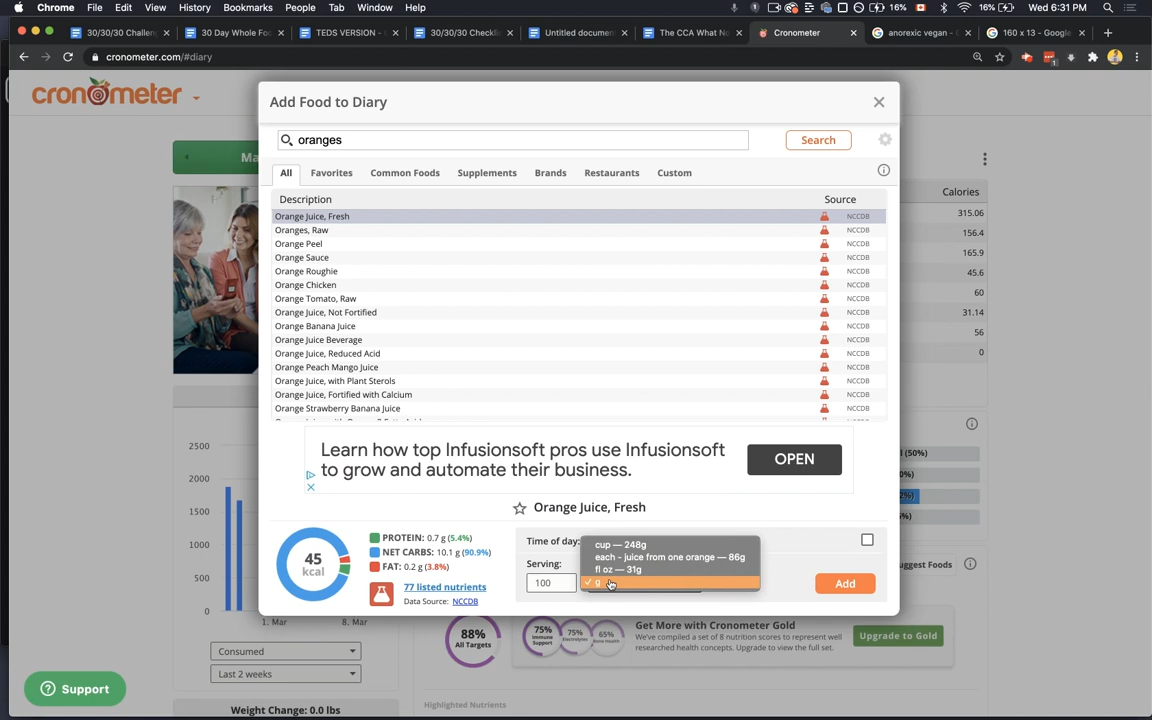 Chrome File Edit View History Bookmarks People Tab Window Help 16% 16% Wed 6:31 PM
30/30/30 Challen
30 Day Whole Foo
TEDS VERSION -
30/30/30 Checkli
Untitled documen
The CCA What No
Cronometer
anorexic vegan -
160 x 13 - Google
cronometer.com/#diary
cronometer
Add Food to Diary
oranges
Search
All Favorites Common Foods Supplements Brands Restaurants Custom
Description Source
Orange Juice, Fresh NCCDB
Oranges, Raw NCCDB
Orange Peel NCCDB
Orange Sauce NCCDB
Orange Roughie NCCDB
Orange Chicken NCCDB
Orange Tomato, Raw NCCDB
Orange Juice, Not Fortified NCCDB
Orange Banana Juice NCCDB
Orange Juice Beverage NCCDB
Orange Juice, Reduced Acid NCCDB
Orange Peach Mango Juice NCCDB
Orange Juice, with Plant Sterols NCCDB
Orange Juice, Fortified with Calcium NCCDB
Orange Strawberry Banana Juice NCCDB
Learn how top Infusionsoft pros use Infusionsoft
to grow and automate their business.
OPEN
Orange Juice, Fresh
45
kcal
PROTEIN: 0.7 g (5.4%)
NET CARBS: 10.1 g (90.9%)
FAT: 0.2 g (3.8%)
77 listed nutrients
Data Source: NCCDB
Time of day:
Serving:
100
cup — 248g
each - juice from one orange — 86g
fl oz — 31g
✓ g
Add
Ma
Calories
315.06
156.4
165.9
45.6
60
31.14
56
0
(50%)
0%)
2%)
%)
uggest Foods
2500
2000
1500
1000
500
0
1. Mar 8. Mar
Consumed
Last 2 weeks
Weight Change: 0.0 lbs
88%
All Targets
75%
75%
65%
Get More with Cronometer Gold
We've compiled a set of 8 nutrition scores to represent well
researched health concepts. Upgrade to view the full set.
Upgrade to Gold
Highlighted Nutrients
Support